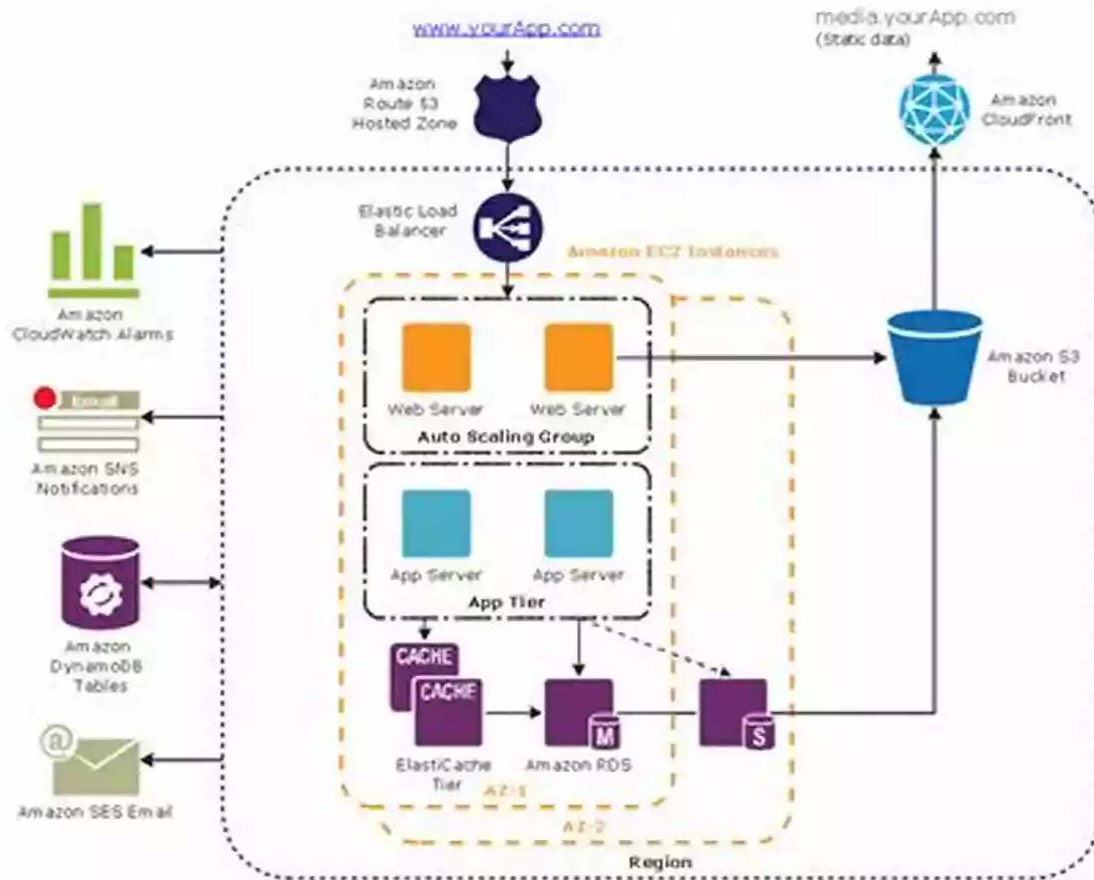 www.yourApp.com
media.yourApp.com
(Static data)
Amazon
Route 53
Hosted Zone
Amazon
CloudFront
Elastic Load
Balancer
Amazon EC2 Instances
Amazon
CloudWatch Alarms
Web Server
Web Server
Auto Scaling Group
Amazon S3
Bucket
Email
Amazon SNS
Notifications
App Server
App Server
App Tier
Amazon
DynamoDB
Tables
CACHE
CACHE
M
S
ElastiCache
Tier
Amazon RDS
AZ-1
@
Amazon SES Email
AZ-2
Region